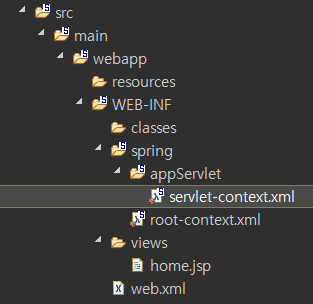 src
main
webapp
resources
WEB-INF
classes
spring
appServlet
servlet-context.xml
root-context.xml
views
home.jsp
web.xml